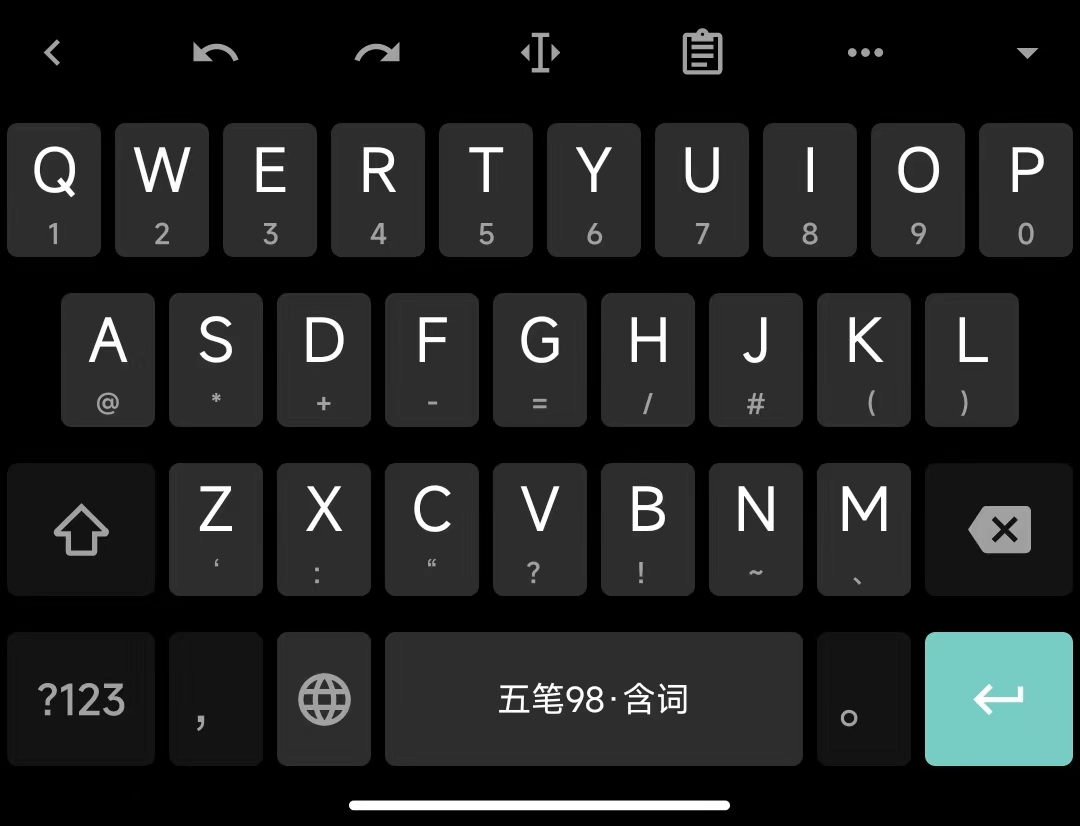 Q W E R T Y U I O P
1 2 3 4 5 6 7 8 9 0
A S D F G H J K L
@ * + - = / # ( )
Z X C V B N M
‘ : “ ? ! ~ 、
?123 ， 五笔98·含词 。